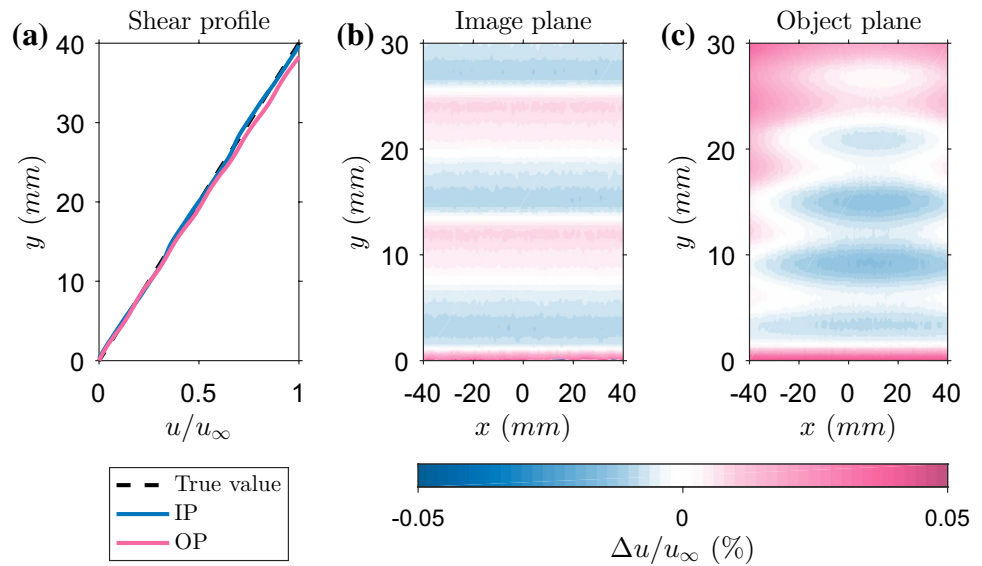 (a) Shear profile
40
30
20
10
0
y (mm)
0 0.5 1
u/u∞
(b) Image plane
30
20
10
0
y (mm)
-40 -20 0 20 40
x (mm)
(c) Object plane
30
20
10
0
y (mm)
-40 -20 0 20 40
x (mm)
True value
IP
OP
-0.05 0 0.05
Δu/u∞ (%)